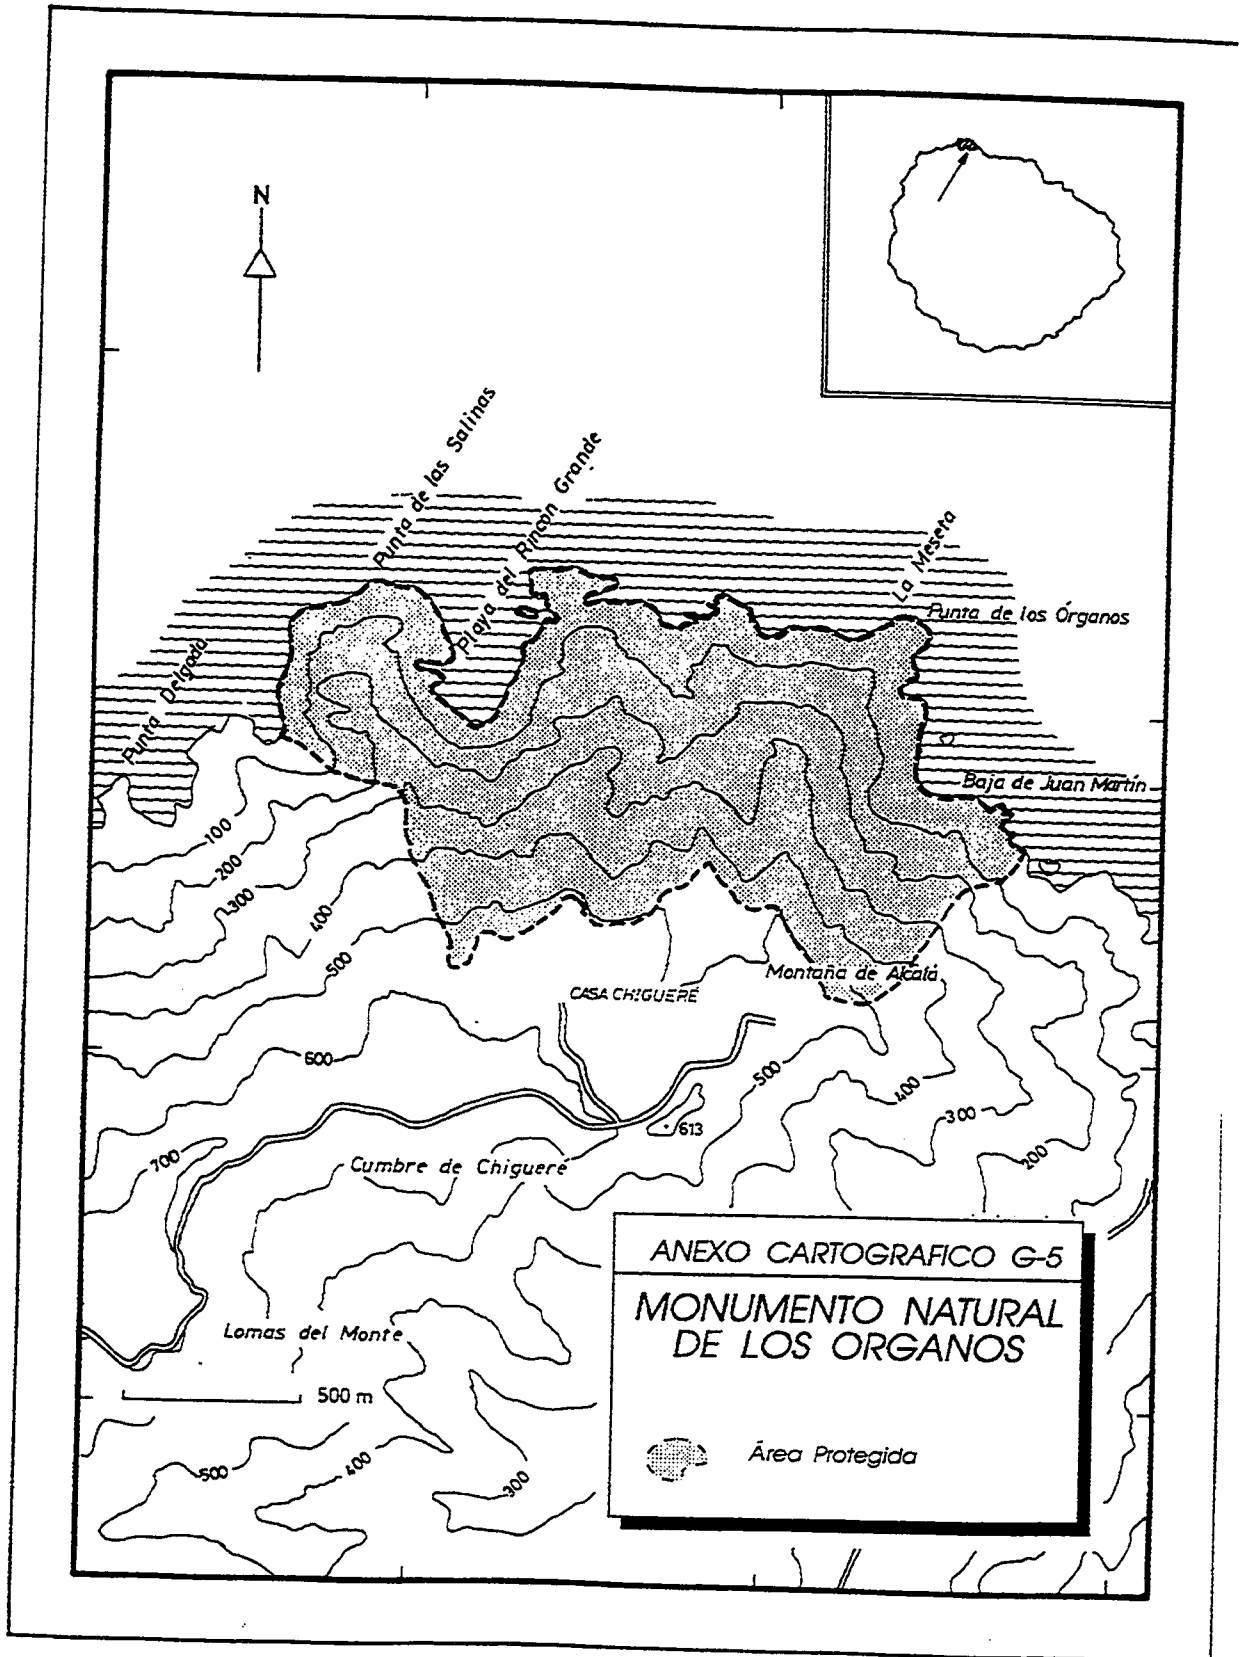 N
Punta de las Salinas
Playa del Rincon Grande
La Meseta
Punta de los Órganos
Punta Delgada
Baja de Juan Martín
100
200
300
400
500
Montaña de Alcalá
CASA CHIGUERÉ
600
500
400
300
200
613
700
Cumbre de Chigueré
ANEXO CARTOGRAFICO G-5
MONUMENTO NATURAL
DE LOS ORGANOS
Lomas del Monte
500 m
Área Protegida
500
400
300